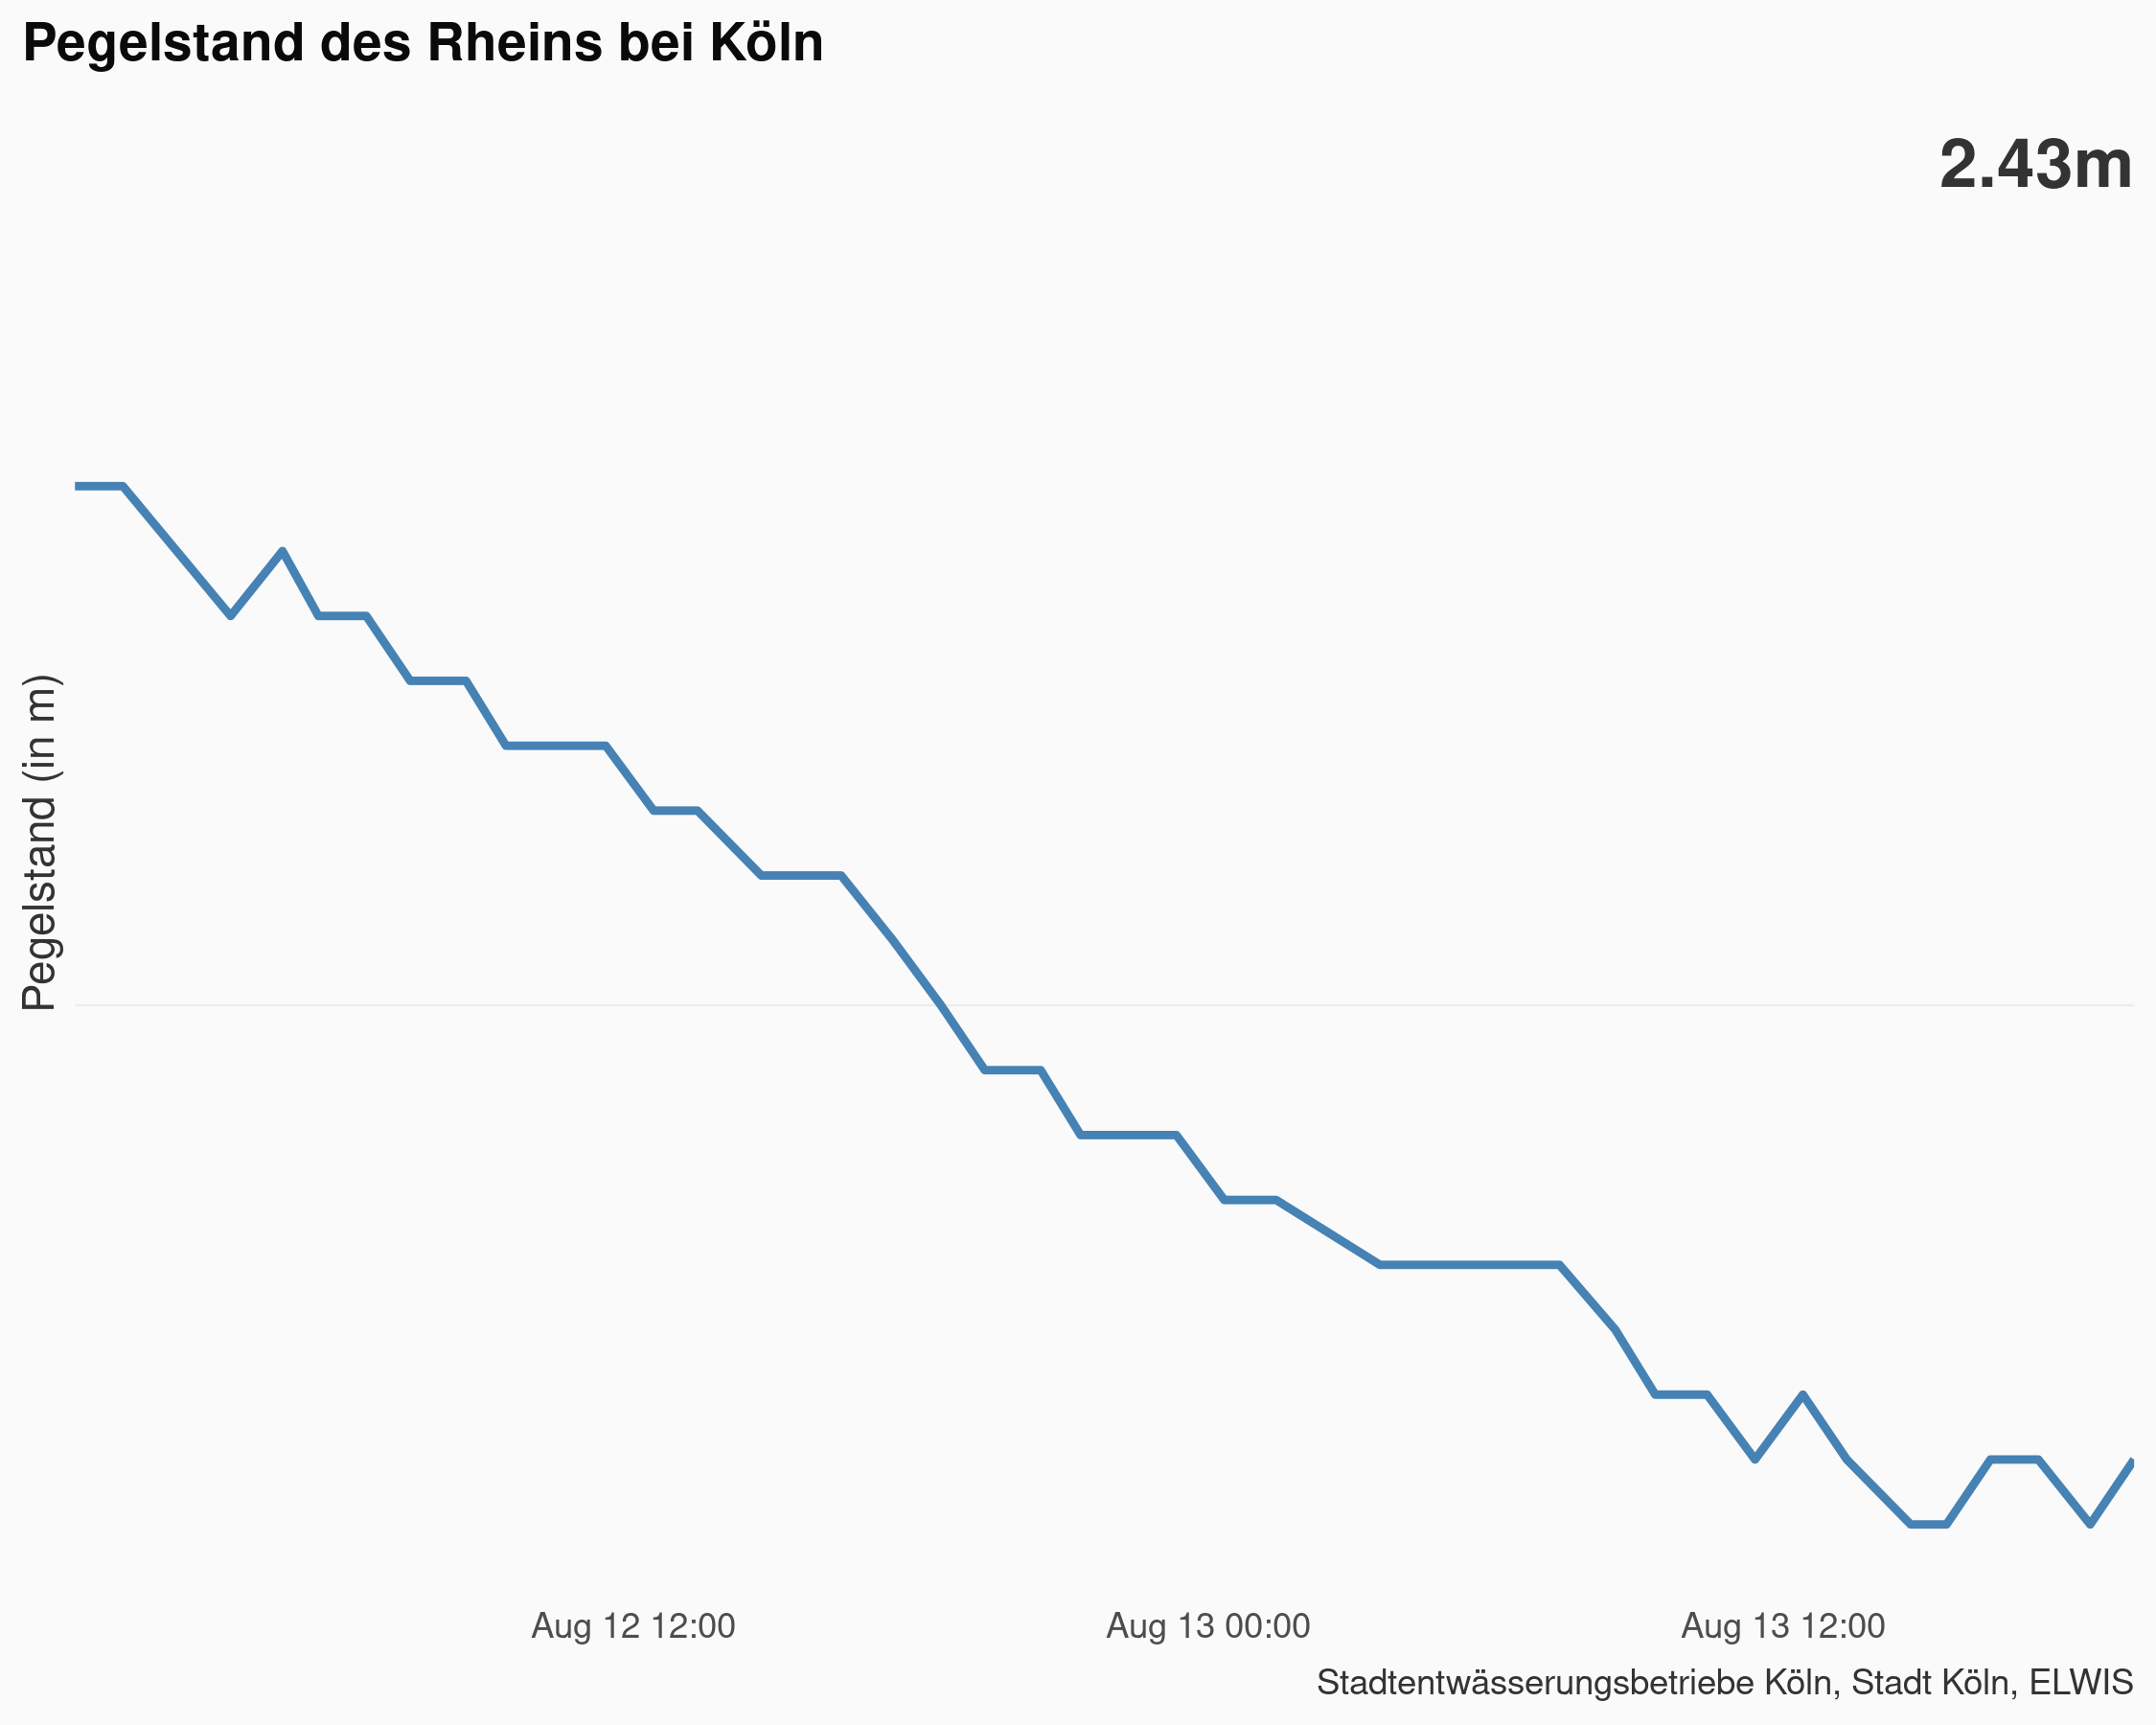 Pegelstand des Rheins bei Köln
2.43m
Pegelstand (in m)
Aug 12 12:00
Aug 13 00:00
Aug 13 12:00
Stadtentwässerungsbetriebe Köln, Stadt Köln, ELWIS